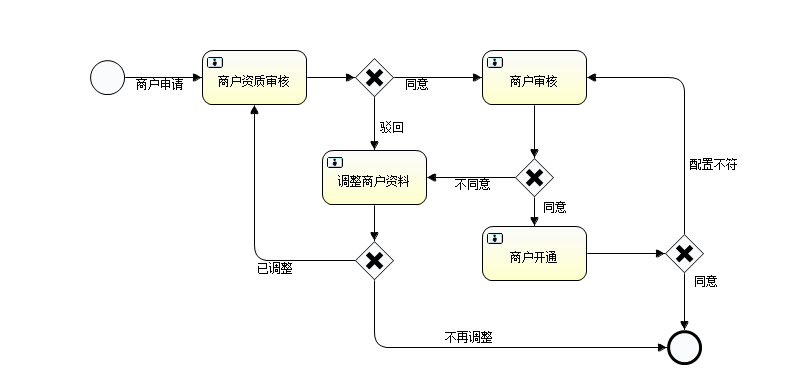 商户申请
商户资质审核
同意
商户审核
驳回
配置不符
调整商户资料
不同意
同意
商户开通
已调整
同意
不再调整